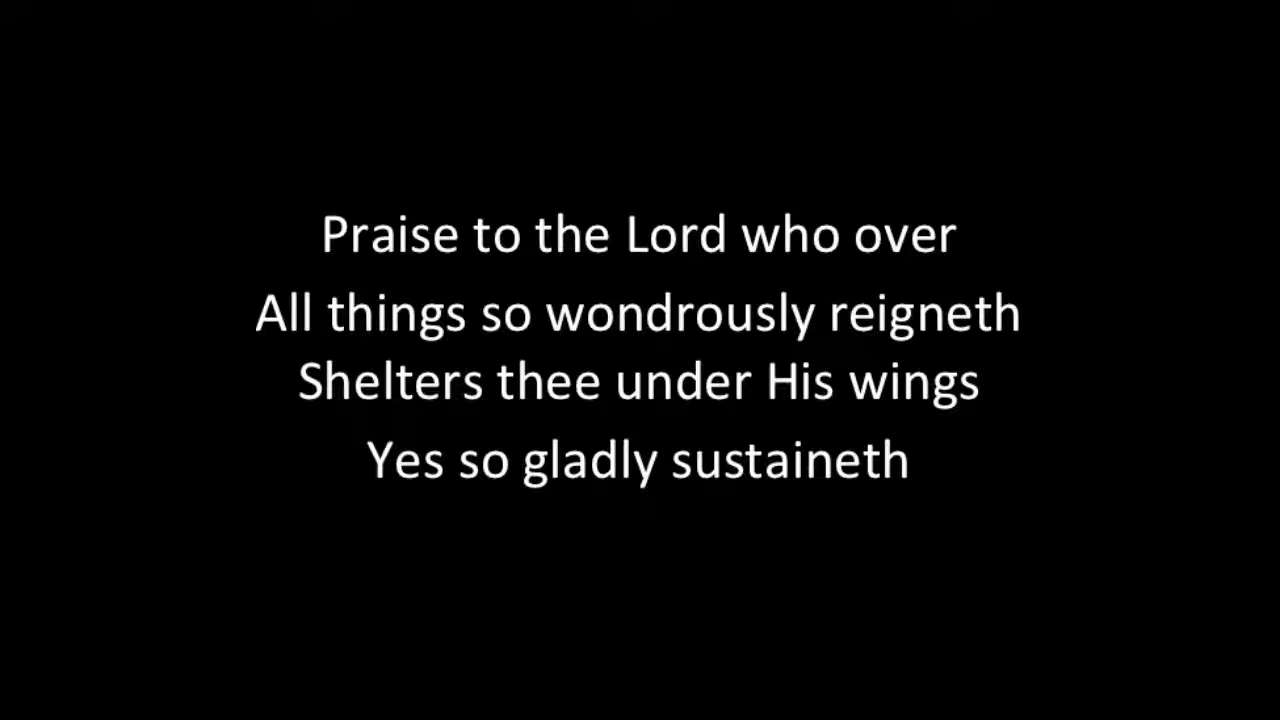 Praise to the Lord who over
All things so wondrously reigneth
Shelters thee under His wings
Yes so gladly sustaineth